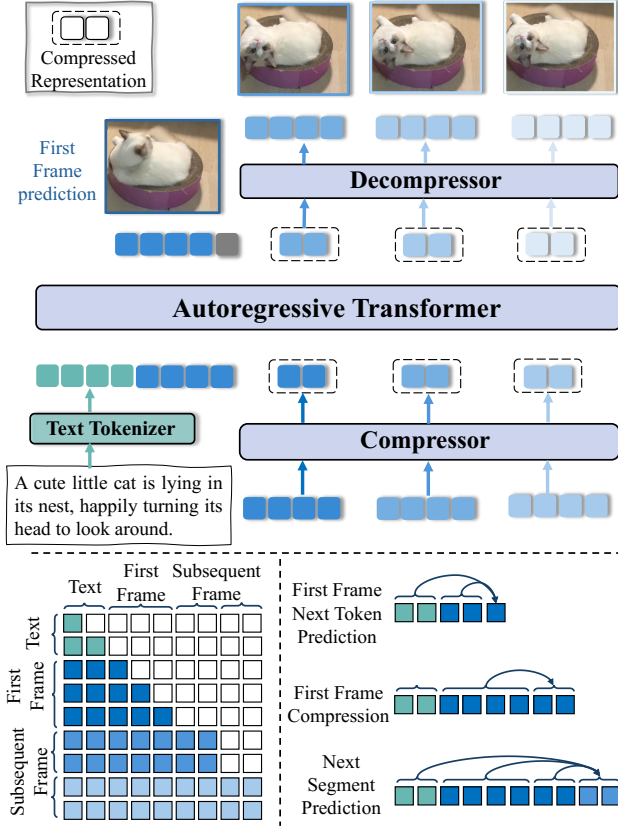 Compressed
Representation
First
Frame
prediction
Decompressor
Autoregressive Transformer
Text Tokenizer
Compressor
A cute little cat is lying in
its nest, happily turning its
head to look around.
Text
First
Frame
Subsequent
Frame
Text
First
Frame
Subsequent
Frame
First Frame
Next Token
Prediction
First Frame
Compression
Next
Segment
Prediction